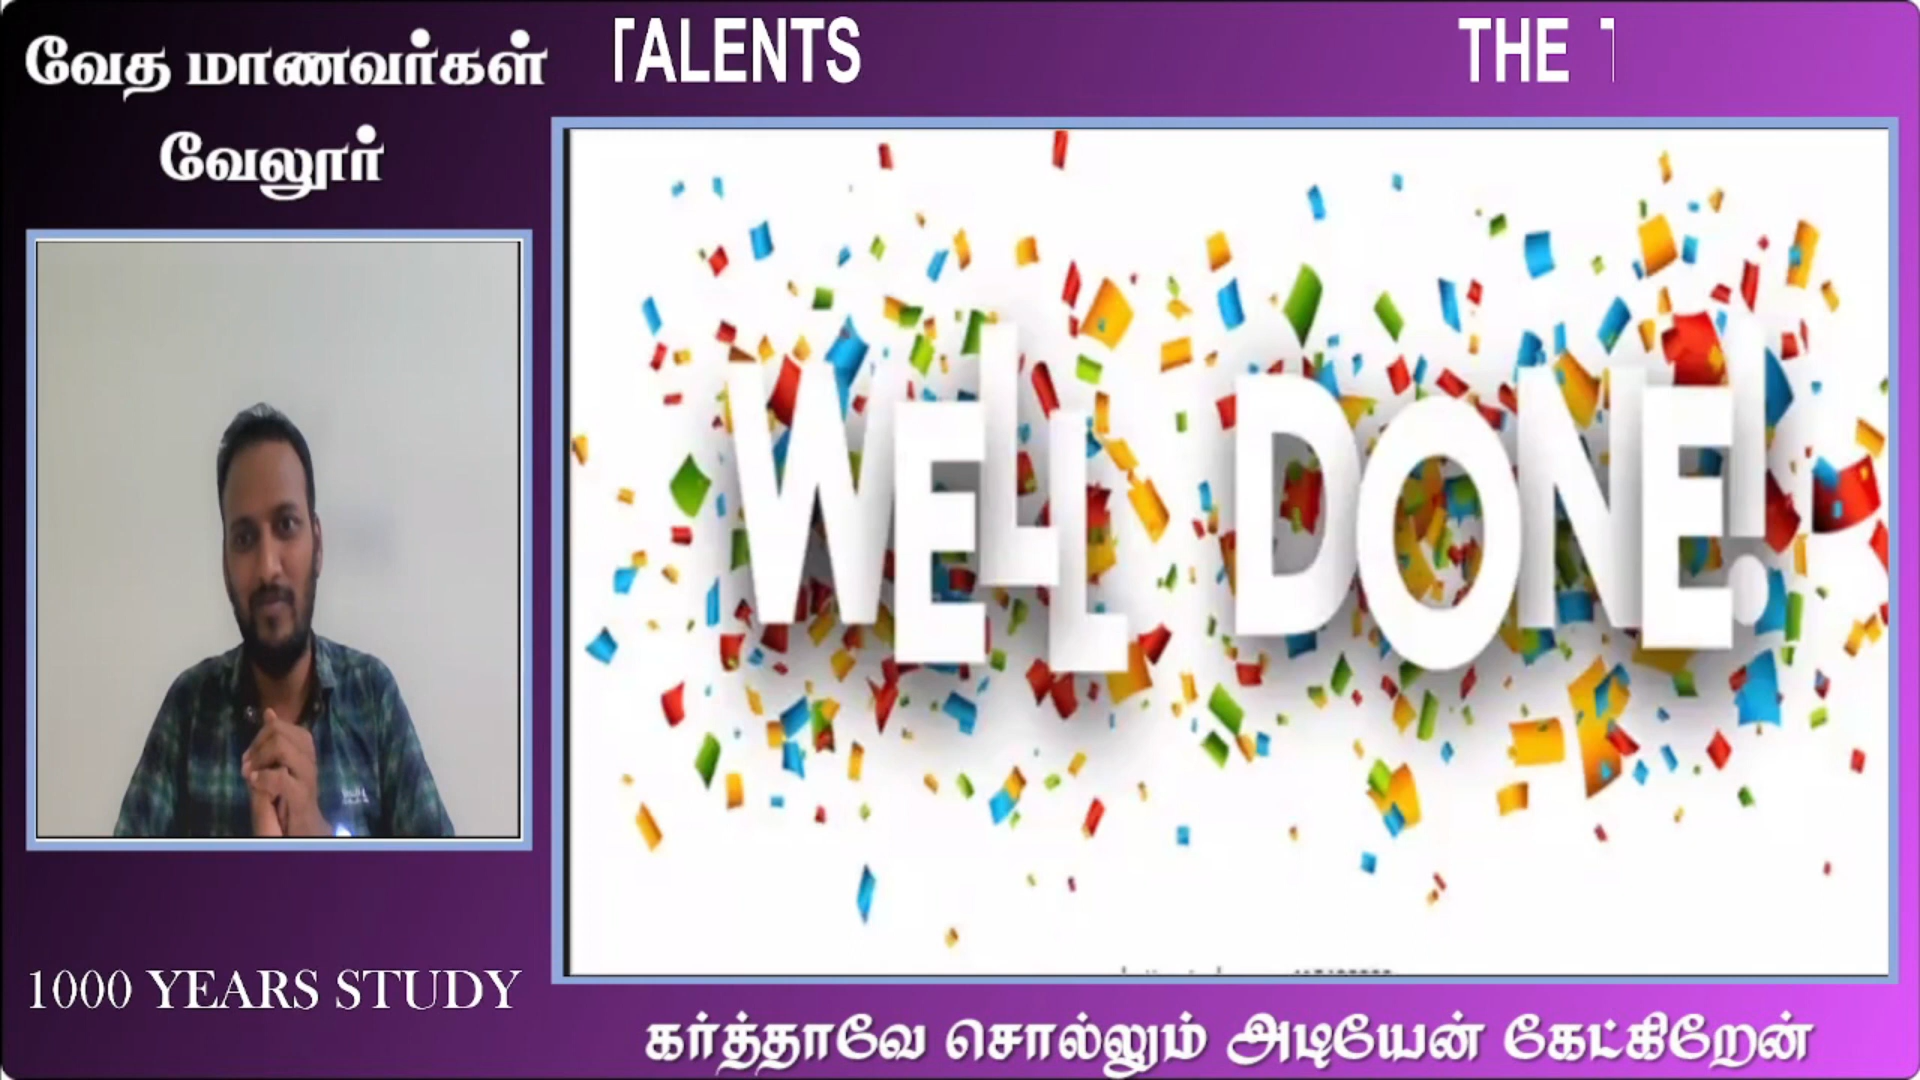 வேத மாணவர்கள்
வேலூர்
TALENTS
THE
WELL DONE!
1000 YEARS STUDY
கர்த்தாவே சொல்லும் அடியேன் கேட்கிறேன்